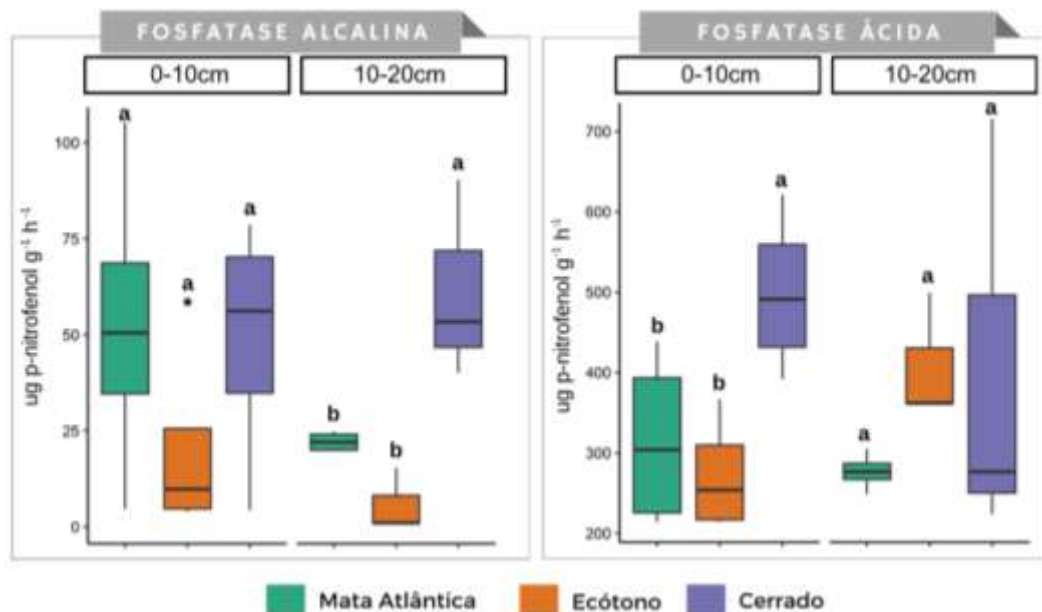 FOSFATASE ALCALINA
0-10cm
10-20cm
ug p-nitrofenol g⁻¹ h⁻¹
100
75
50
25
0
a
a
a
b
b
a
FOSFATASE ÁCIDA
0-10cm
10-20cm
ug p-nitrofenol g⁻¹ h⁻¹
700
600
500
400
300
200
b
b
a
a
a
a
Mata Atlântica
Ecótono
Cerrado